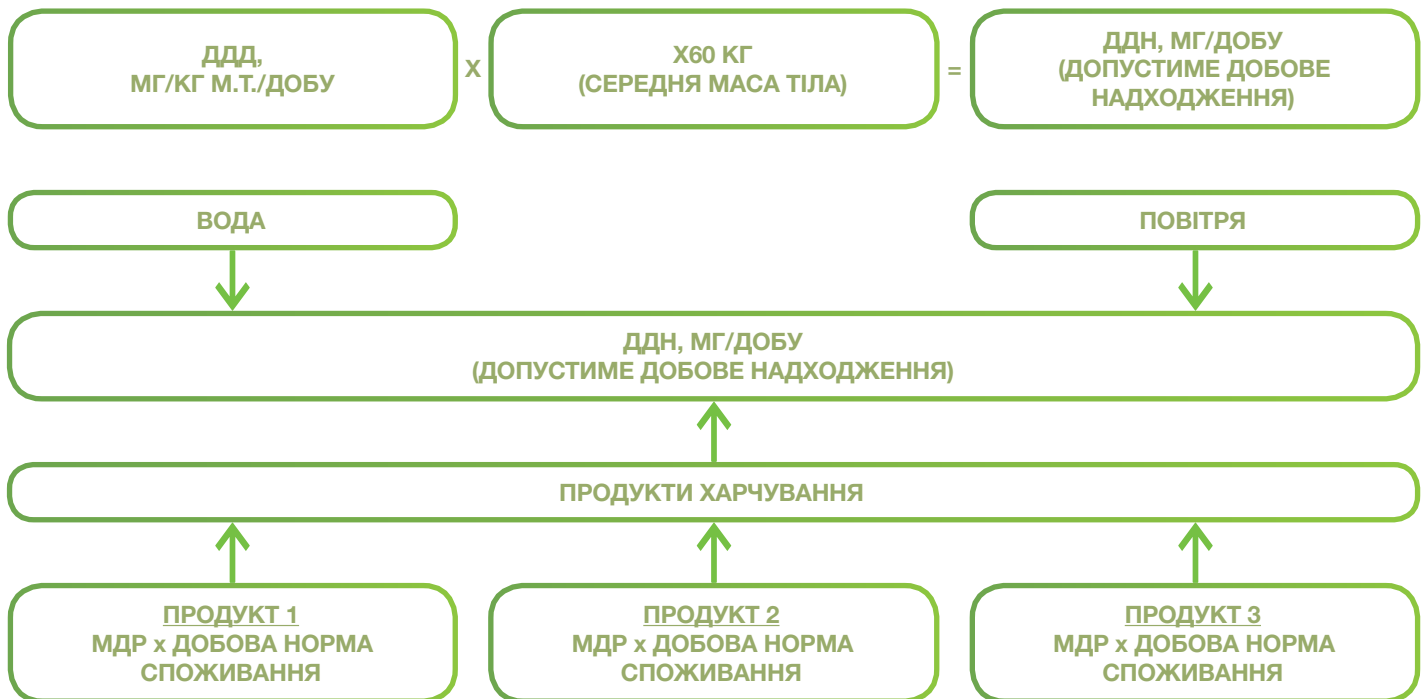 ДДД,
МГ/КГ М.Т./ДОБУ
X
X60 КГ
(СЕРЕДНЯ МАСА ТІЛА)
=
ДДН, МГ/ДОБУ
(ДОПУСТИМЕ ДОБОВЕ
НАДХОДЖЕННЯ)
ВОДА
ПОВІТРЯ
ДДН, МГ/ДОБУ
(ДОПУСТИМЕ ДОБОВЕ НАДХОДЖЕННЯ)
ПРОДУКТИ ХАРЧУВАННЯ
ПРОДУКТ 1
МДР х ДОБОВА НОРМА
СПОЖИВАННЯ
ПРОДУКТ 2
МДР х ДОБОВА НОРМА
СПОЖИВАННЯ
ПРОДУКТ 3
МДР х ДОБОВА НОРМА
СПОЖИВАННЯ